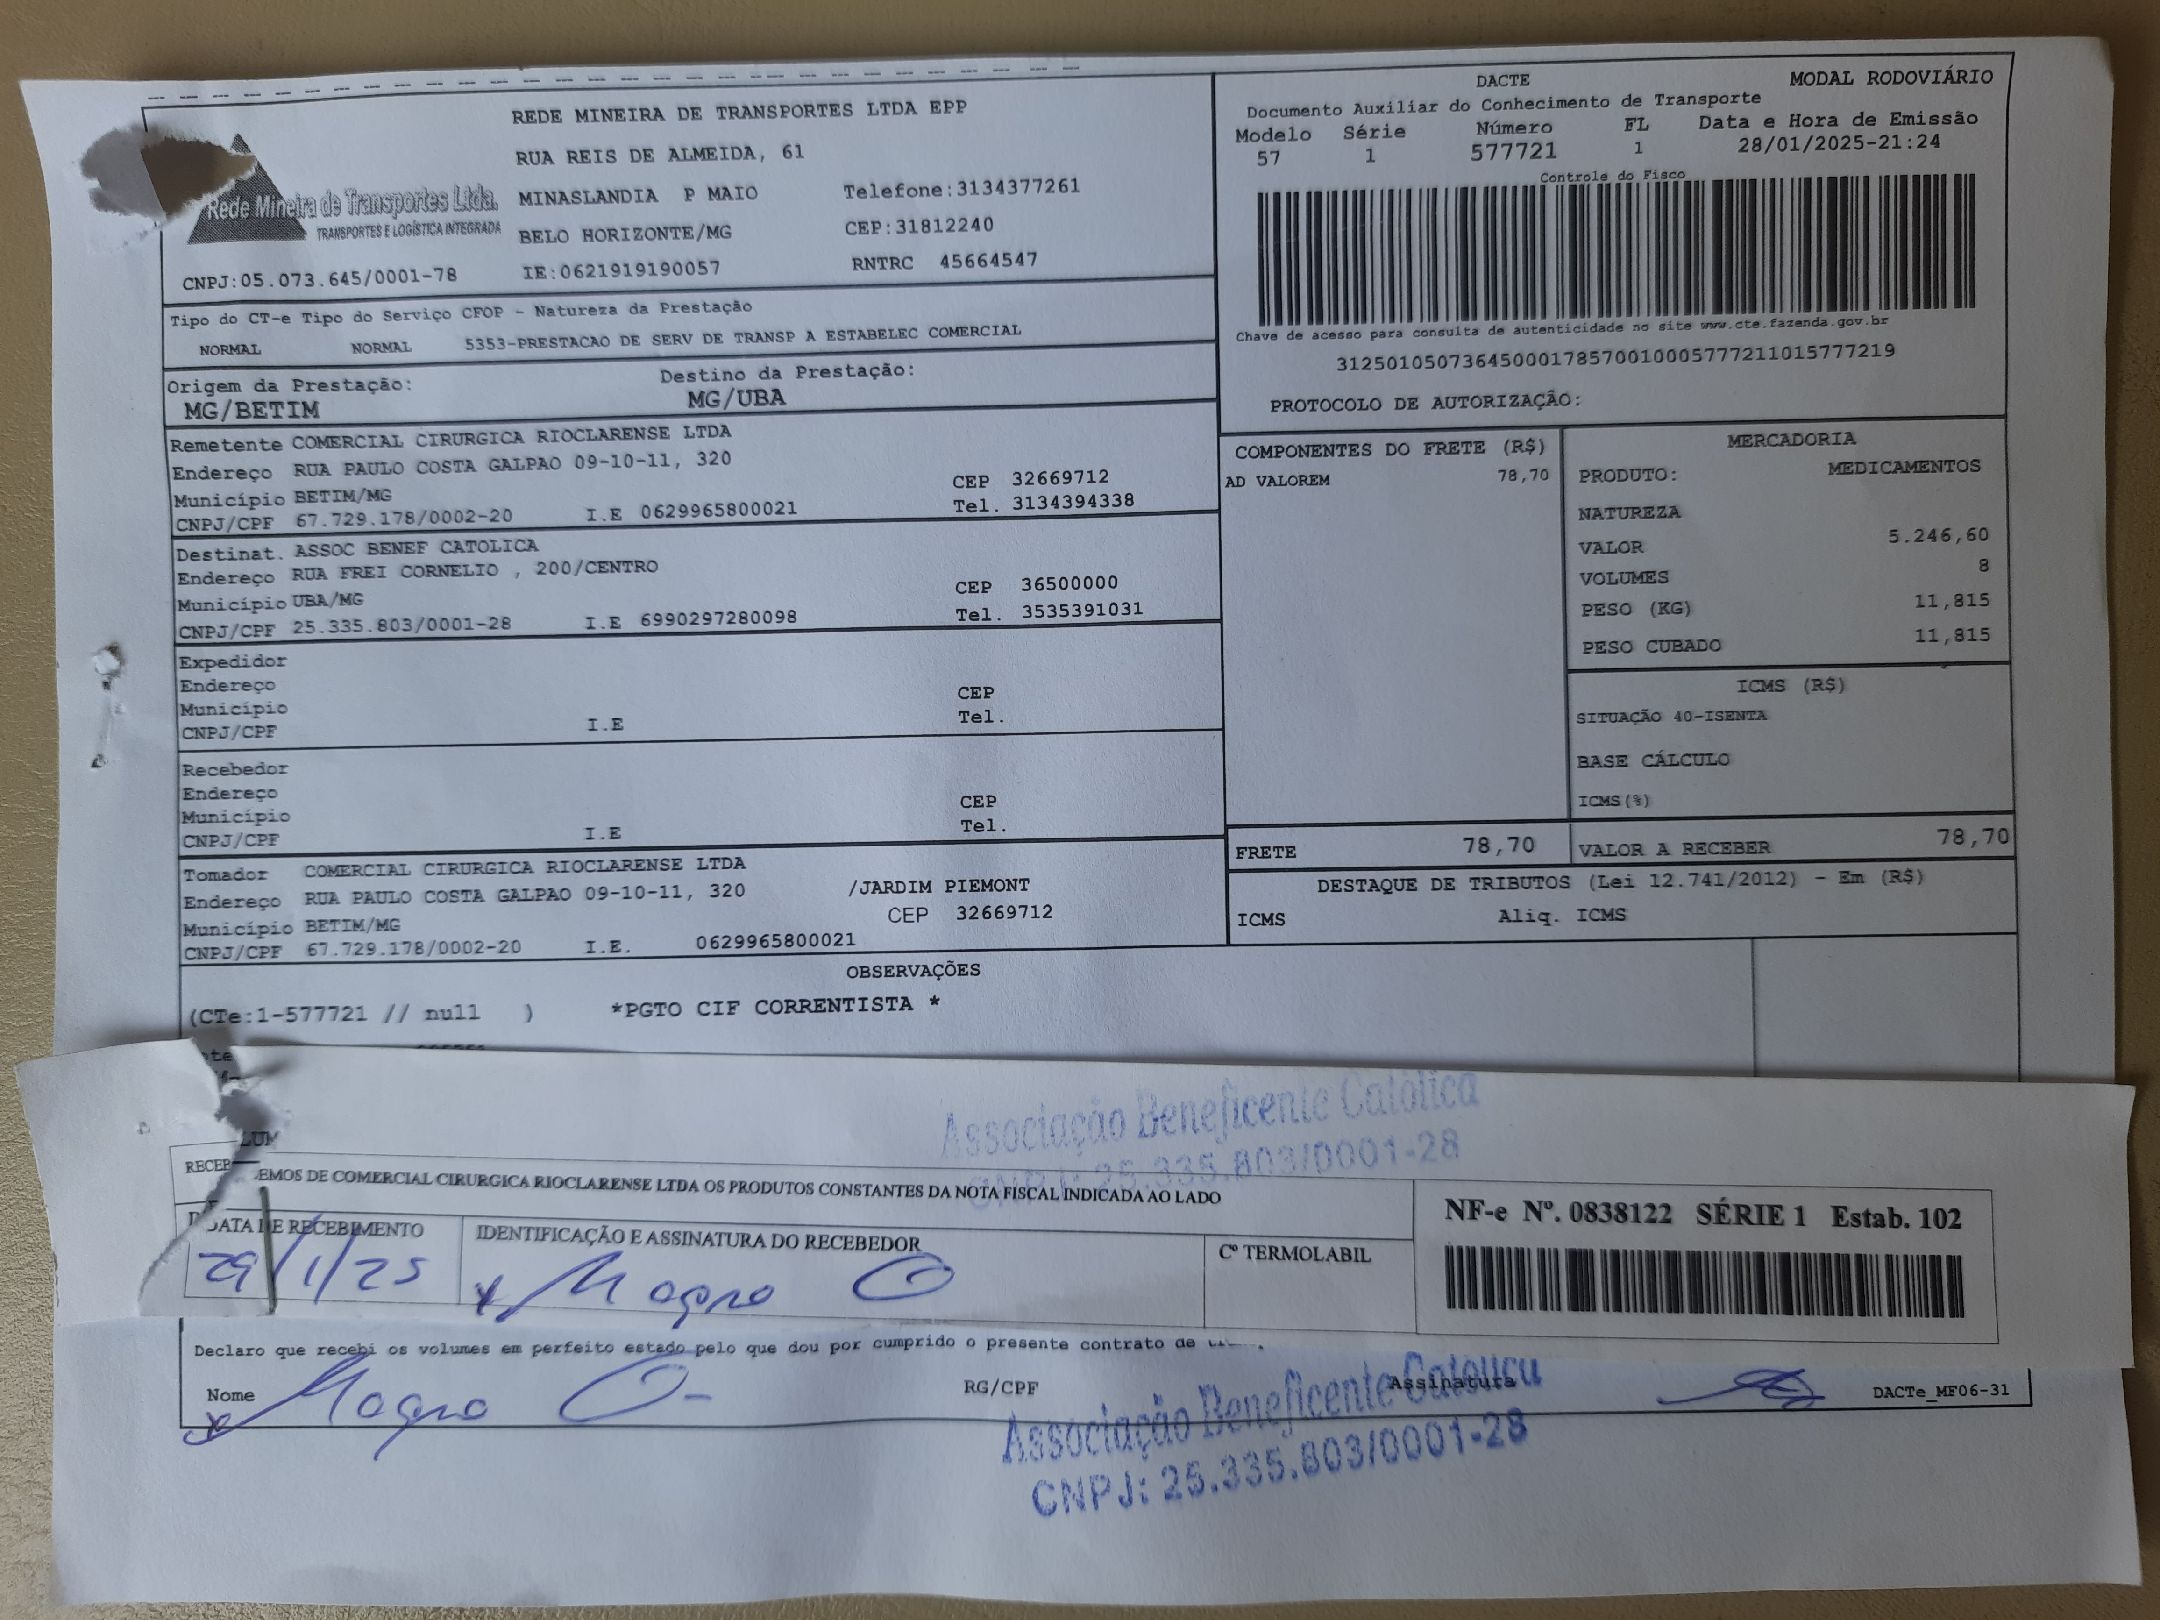 REDE MINEIRA DE TRANSPORTES LTDA EPP
RUA REIS DE ALMEIDA, 61
MINASLANDIA P MAIO Telefone:3134377261
BELO HORIZONTE/MG CEP:31812240
Rede Mineira de Transportes Ltda.
TRANSPORTES E LOGÍSTICA INTEGRADA
CNPJ:05.073.645/0001-78 IE:0621919190057 RNTRC 45664547
DACTE MODAL RODOVIÁRIO
Documento Auxiliar do Conhecimento de Transporte
Modelo Série Número FL Data e Hora de Emissão
57 1 577721 1 28/01/2025-21:24
Controle do Fisco
Chave de acesso para consulta de autenticidade no site www.cte.fazenda.gov.br
31250105073645000178570010005777211015777219
PROTOCOLO DE AUTORIZAÇÃO:
Tipo do CT-e Tipo do Serviço CFOP - Natureza da Prestação
NORMAL NORMAL 5353-PRESTACAO DE SERV DE TRANSP A ESTABELEC COMERCIAL
Origem da Prestação: Destino da Prestação:
MG/BETIM MG/UBA
Remetente COMERCIAL CIRURGICA RIOCLARENSE LTDA
Endereço RUA PAULO COSTA GALPAO 09-10-11, 320 CEP 32669712
Município BETIM/MG Tel. 3134394338
CNPJ/CPF 67.729.178/0002-20 I.E 0629965800021
Destinat. ASSOC BENEF CATOLICA
Endereço RUA FREI CORNELIO , 200/CENTRO CEP 36500000
Município UBA/MG Tel. 3535391031
CNPJ/CPF 25.335.803/0001-28 I.E 6990297280098
Expedidor
Endereço CEP
Município Tel.
CNPJ/CPF I.E
Recebedor
Endereço CEP
Município Tel.
CNPJ/CPF I.E
Tomador COMERCIAL CIRURGICA RIOCLARENSE LTDA
Endereço RUA PAULO COSTA GALPAO 09-10-11, 320 /JARDIM PIEMONT
Município BETIM/MG CEP 32669712
CNPJ/CPF 67.729.178/0002-20 I.E. 0629965800021
COMPONENTES DO FRETE (R$)
AD VALOREM 78,70
MERCADORIA
PRODUTO: MEDICAMENTOS
NATUREZA
VALOR 5.246,60
VOLUMES 8
PESO (KG) 11,815
PESO CUBADO 11,815
ICMS (R$)
SITUAÇÃO 40-ISENTA
BASE CÁLCULO
ICMS(%)
FRETE 78,70 VALOR A RECEBER 78,70
DESTAQUE DE TRIBUTOS (Lei 12.741/2012) - Em (R$)
ICMS Aliq. ICMS
OBSERVAÇÕES
(CTe:1-577721 // null ) *PGTO CIF CORRENTISTA *
Associação Beneficente Católica
CNPJ: 25.335.803/0001-28
RECEB EMOS DE COMERCIAL CIRURGICA RIOCLARENSE LTDA OS PRODUTOS CONSTANTES DA NOTA FISCAL INDICADA AO LADO
DATA DE RECEBIMENTO IDENTIFICAÇÃO E ASSINATURA DO RECEBEDOR Cº TERMOLABIL
29/1/25 x Magno O
NF-e Nº. 0838122 SÉRIE 1 Estab. 102
Declaro que recebi os volumes em perfeito estado pelo que dou por cumprido o presente contrato de
Nome x Magno O RG/CPF Assinatura DACTe_MF06-31
Associação Beneficente Católica
CNPJ: 25.335.803/0001-28